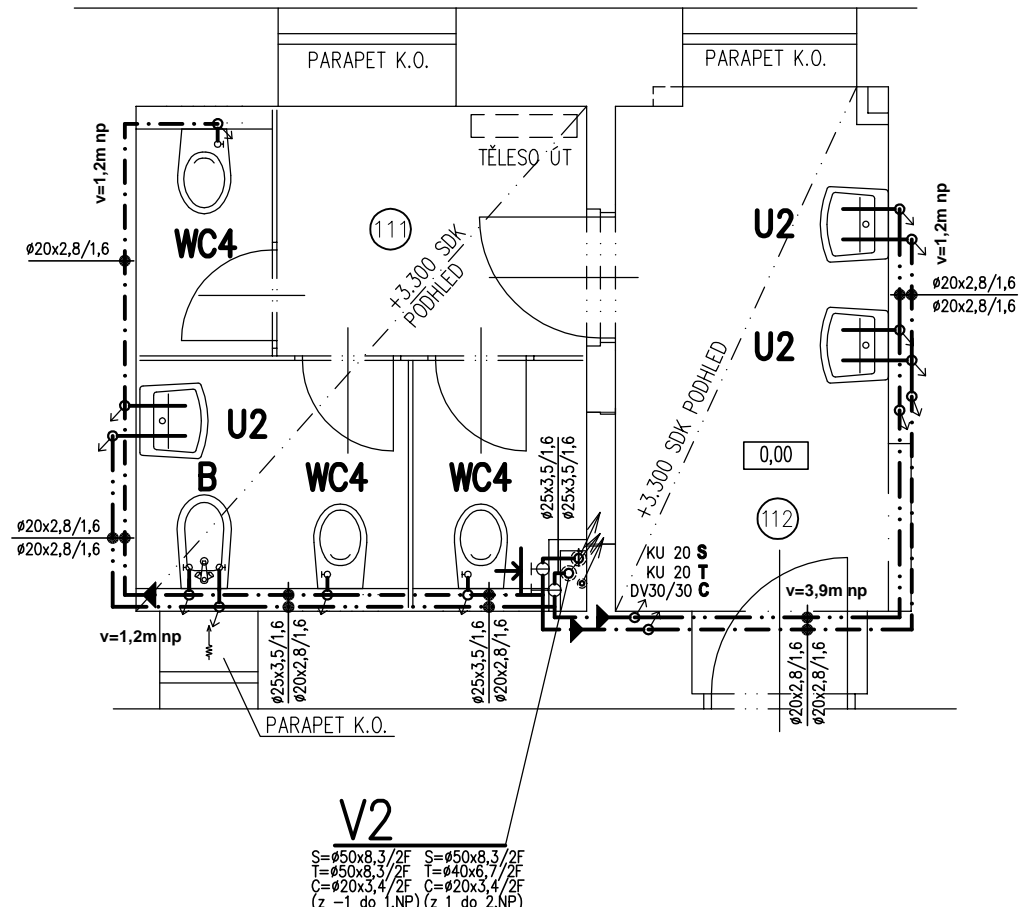 PARAPET K.O.
PARAPET K.O.
v=1,2m np
TĚLESO ÚT
WC4
111
U2
v=1,2m np
ø20x2,8/1,6
+3.300 SDK
PODHLED
ø20x2,8/1,6
ø20x2,8/1,6
U2
+3.300 SDK PODHLED
U2
0,00
B
WC4
WC4
ø25x3,5/1,6
ø25x3,5/1,6
112
ø20x2,8/1,6
ø20x2,8/1,6
KU 20 S
KU 20 T
DV30/30 C
v=3,9m np
v=1,2m np
ø25x3,5/1,6
ø20x2,8/1,6
ø25x3,5/1,6
ø20x2,8/1,6
ø20x2,8/1,6
ø20x2,8/1,6
PARAPET K.O.
V2
S=ø50x8,3/2F S=ø50x8,3/2F
T=ø50x8,3/2F T=ø40x6,7/2F
C=ø20x3,4/2F C=ø20x3,4/2F
(z -1 do 1.NP) (z 1 do 2.NP)